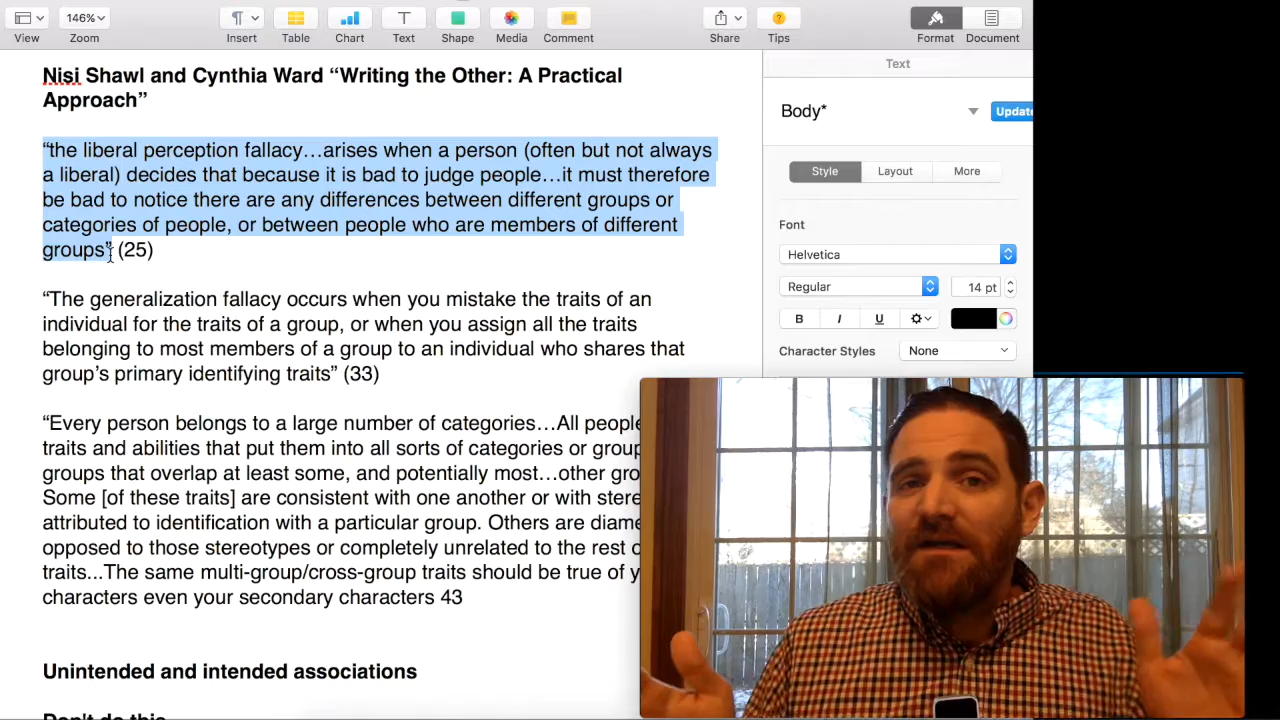 146%
View
Zoom
Insert
Table
Chart
Text
Shape
Media
Comment
Share
Tips
Format
Document
Nisi Shawl and Cynthia Ward “Writing the Other: A Practical
Approach”
“the liberal perception fallacy…arises when a person (often but not always
a liberal) decides that because it is bad to judge people…it must therefore
be bad to notice there are any differences between different groups or
categories of people, or between people who are members of different
groups” (25)
“The generalization fallacy occurs when you mistake the traits of an
individual for the traits of a group, or when you assign all the traits
belonging to most members of a group to an individual who shares that
group’s primary identifying traits” (33)
“Every person belongs to a large number of categories…All people
traits and abilities that put them into all sorts of categories or
groups that overlap at least some, and potentially most…other
Some [of these traits] are consistent with one another or with
attributed to identification with a particular group. Others are
opposed to those stereotypes or completely unrelated to the rest
traits...The same multi-group/cross-group traits should be true of
characters even your secondary characters 43
Unintended and intended associations
Don't do this
Text
Body*
Update
Style
Layout
More
Font
Helvetica
Regular
14 pt
B
I
U
Character Styles
None